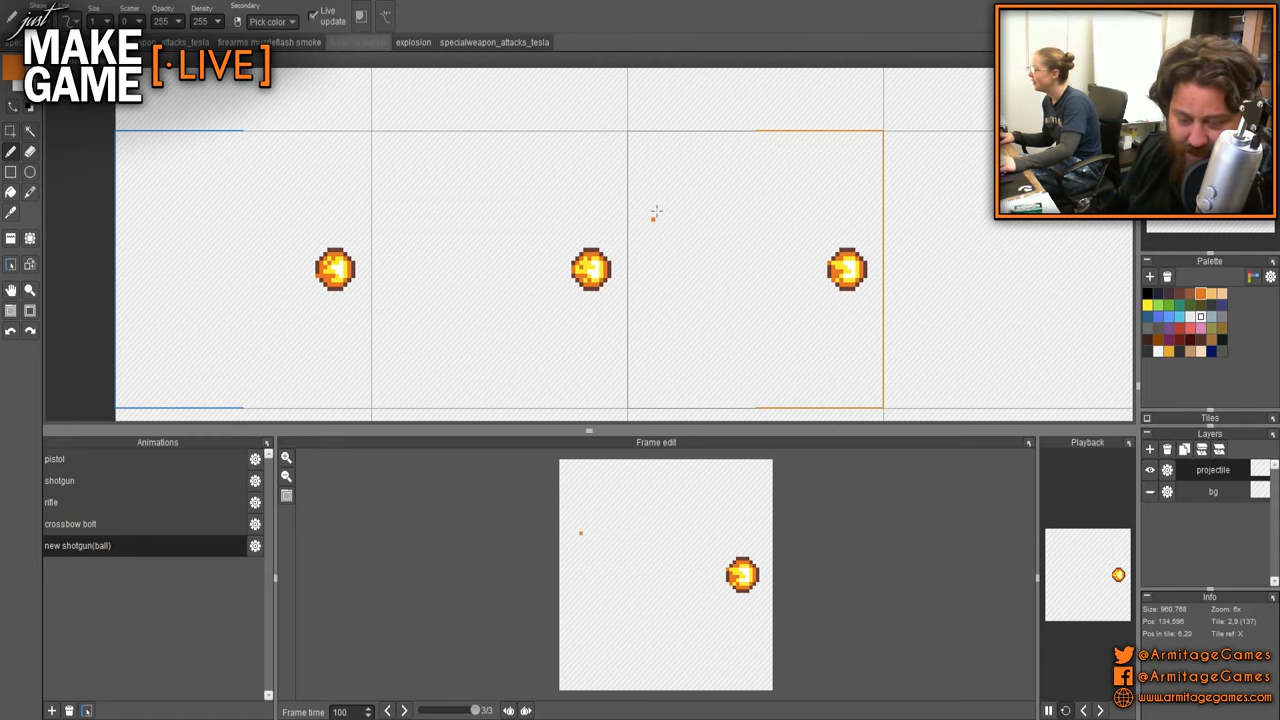 Shape
Size
Scatter
Secondary
1
0
255
255
Pick color
Live update
just
MAKE
GAME
[·LIVE]
attacks_tesla
firearms muzzleflash smoke
explosion
specialweapon_attacks_tesla
Palette
Tiles
Layers
projectile
bg
Animations
pistol
shotgun
rifle
crossbow bolt
new shotgun(ball)
Frame edit
Playback
Info
Size: 960,768
Zoom: 6x
Pos: 134,696
Tile: 2,9 (137)
Pos in tile: 6,20
Tile ref: X
@ArmitageGames
@ArmitageGames
www.armitagegames.com
Frame time
100
3/3